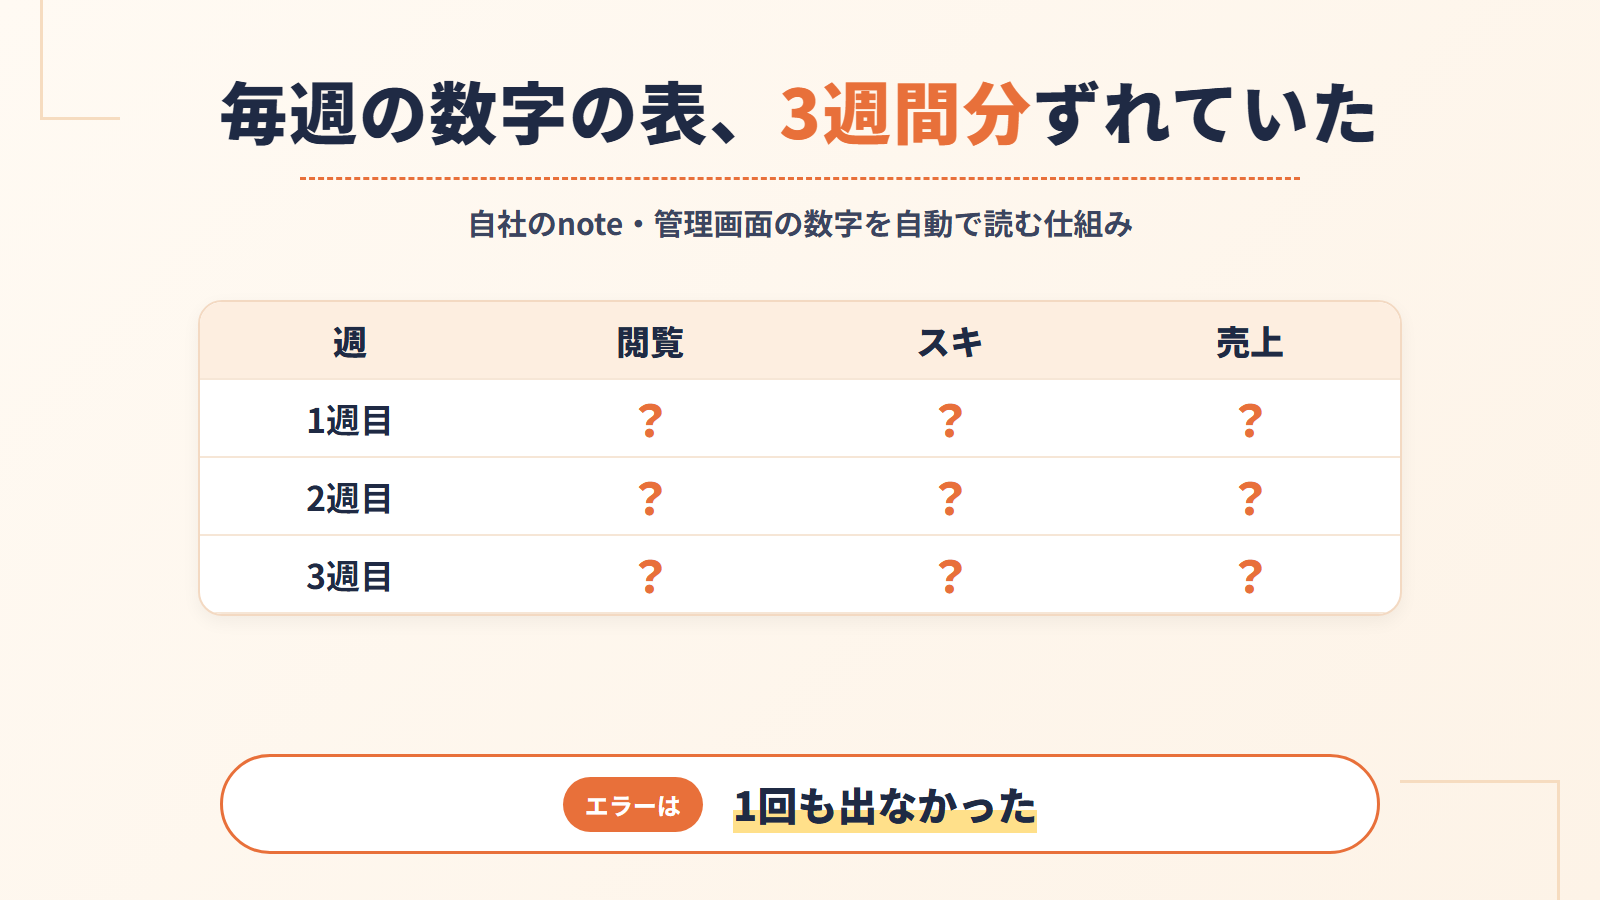 毎週の数字の表、3週間分ずれていた
自社のnote・管理画面の数字を自動で読む仕組み
週 閲覧 スキ 売上
1週目 ? ? ?
2週目 ? ? ?
3週目 ? ? ?
エラーは 1回も出なかった